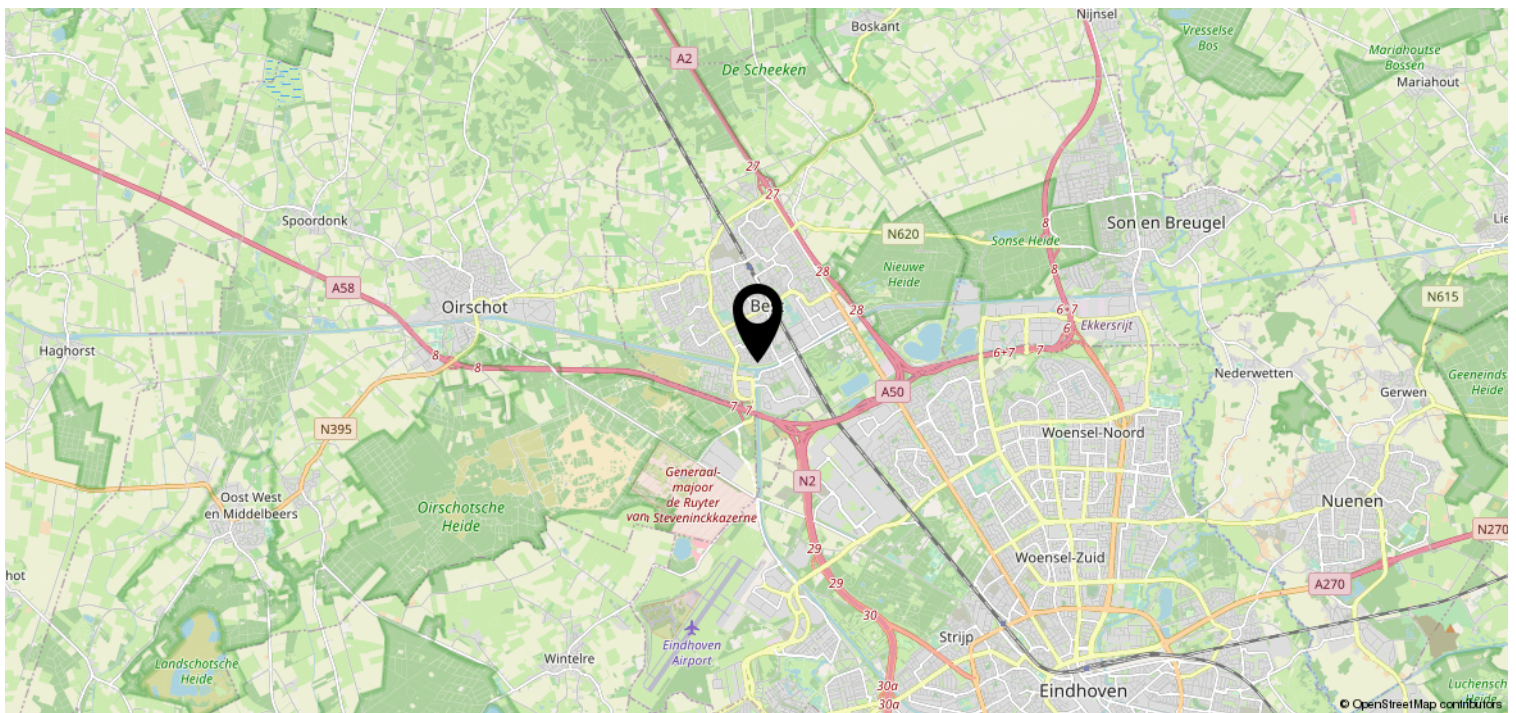 Boskant
Nijnsel
Vresselse
Bos
Mariahoutse
Bossen
Mariahout
A2
De Scheeken
27
27
Spoordonk
Son en Breugel
N620
Sonse Heide
8
8
Nieuwe
Heide
28
28
A58
Oirschot
N615
6+7
6
Ekkersrijt
6+7
7
Haghorst
8
8
Nederwetten
Gerwen
Heide
A50
7
7
N395
Woensel-Noord
Generaal-
majoor
de Ruyter
van Steveninckkazerne
N2
Oost West
en Middelbeers
Oirschotsche
Heide
Nuenen
N270
29
29
Woensel-Zuid
A270
30
Strijp
Eindhoven
Airport
Wintelre
Landschotsche
Heide
30a
30a
Eindhoven
Heide
© OpenStreetMap contributors